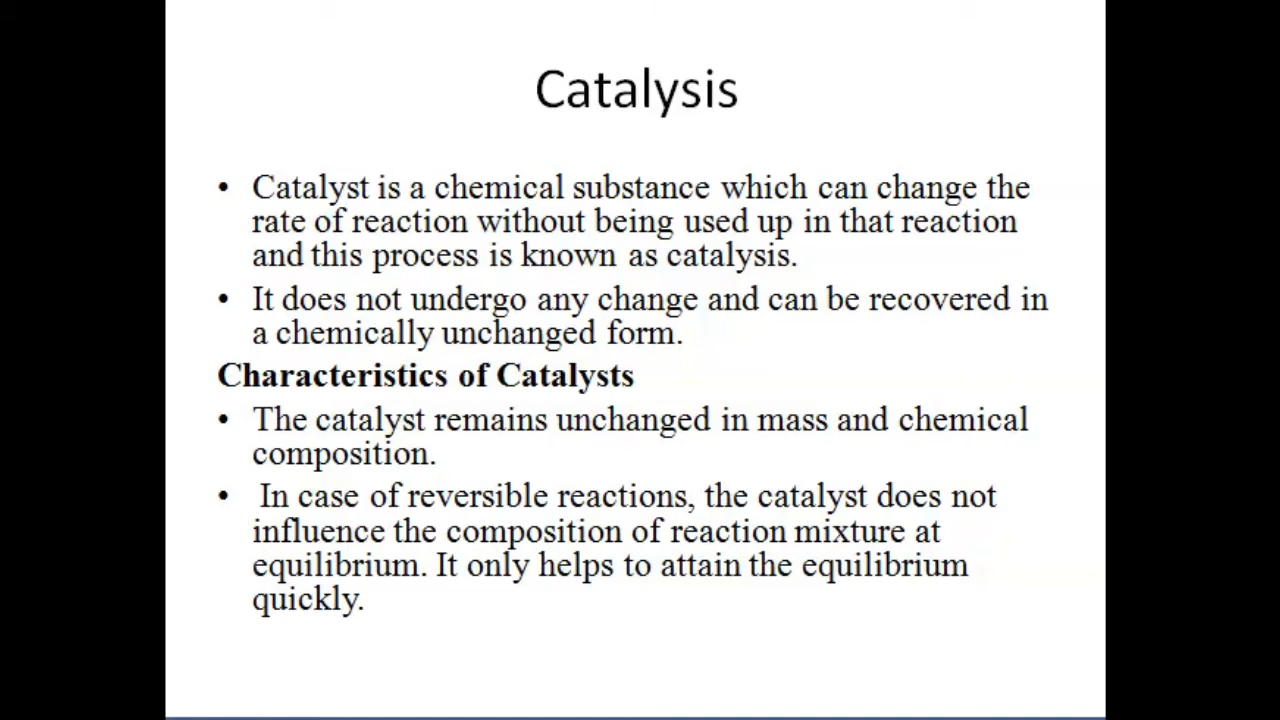 Catalysis
• Catalyst is a chemical substance which can change the
rate of reaction without being used up in that reaction
and this process is known as catalysis.
• It does not undergo any change and can be recovered in
a chemically unchanged form.
Characteristics of Catalysts
• The catalyst remains unchanged in mass and chemical
composition.
• In case of reversible reactions, the catalyst does not
influence the composition of reaction mixture at
equilibrium. It only helps to attain the equilibrium
quickly.